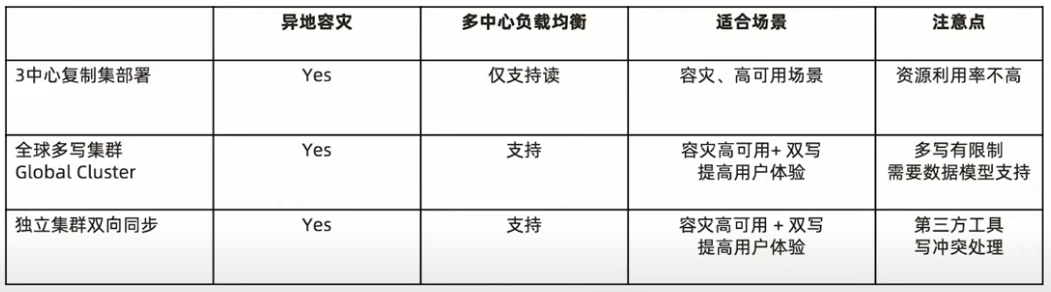 异地容灾 多中心负载均衡 适合场景 注意点
3中心复制集部署 Yes 仅支持读 容灾、高可用场景 资源利用率不高
全球多写集群 Yes 支持 容灾高可用+ 双写 多写有限制
Global Cluster 提高用户体验 需要数据模型支持
独立集群双向同步 Yes 支持 容灾高可用 + 双写 第三方工具
提高用户体验 写冲突处理